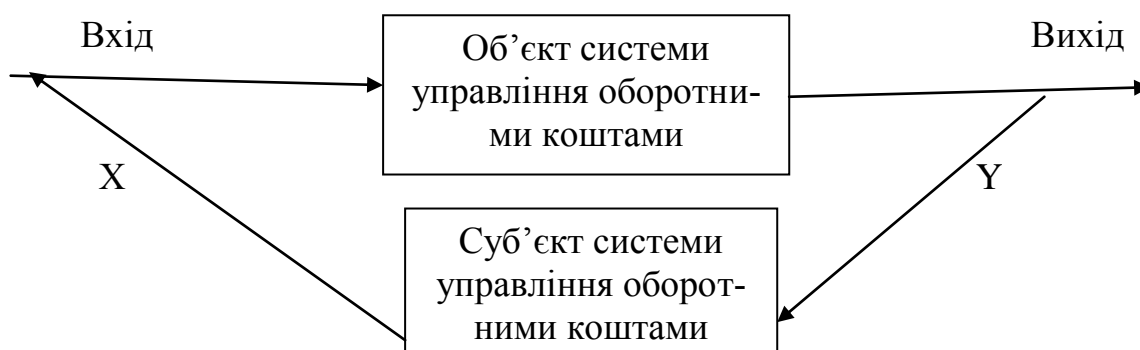 Вхід
Вихід
Об’єкт системи
управління оборотни-
ми коштами
X
Y
Суб’єкт системи
управління оборот-
ними коштами